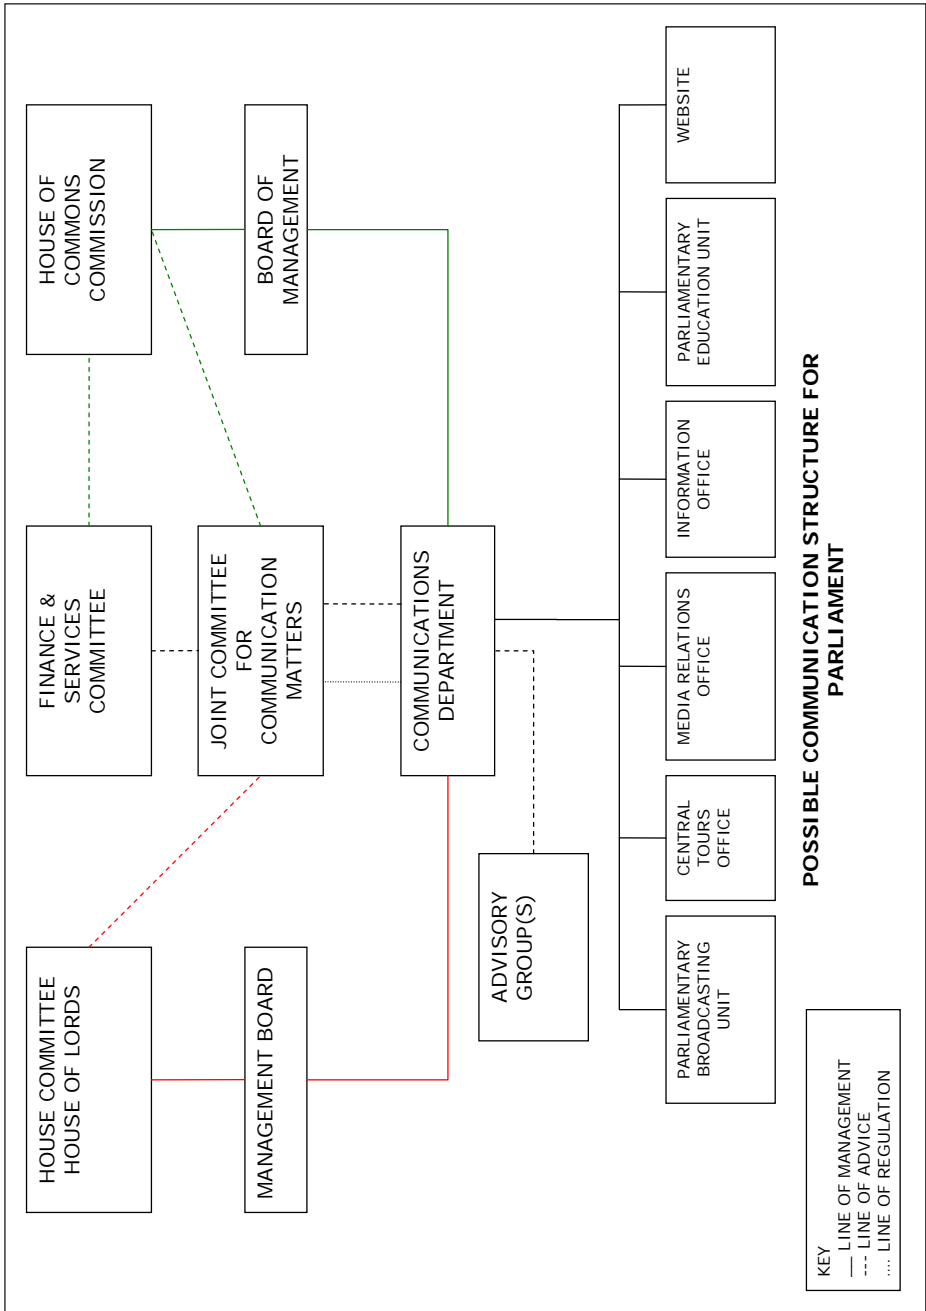 HOUSE COMMITTEE
HOUSE OF LORDS
FINANCE &
SERVICES
COMMITTEE
HOUSE OF
COMMONS
COMMISSION
MANAGEMENT BOARD
JOINT COMMITTEE
FOR
COMMUNICATION
MATTERS
BOARD OF
MANAGEMENT
COMMUNICATIONS
DEPARTMENT
ADVISORY
GROUP(S)
PARLIAMENTARY
BROADCASTING
UNIT
CENTRAL
TOURS
OFFICE
MEDIA RELATIONS
OFFICE
INFORMATION
OFFICE
PARLIAMENTARY
EDUCATION UNIT
WEBSITE
POSSIBLE COMMUNICATION STRUCTURE FOR
PARLIAMENT
KEY
___ LINE OF MANAGEMENT
--- LINE OF ADVICE
.... LINE OF REGULATION